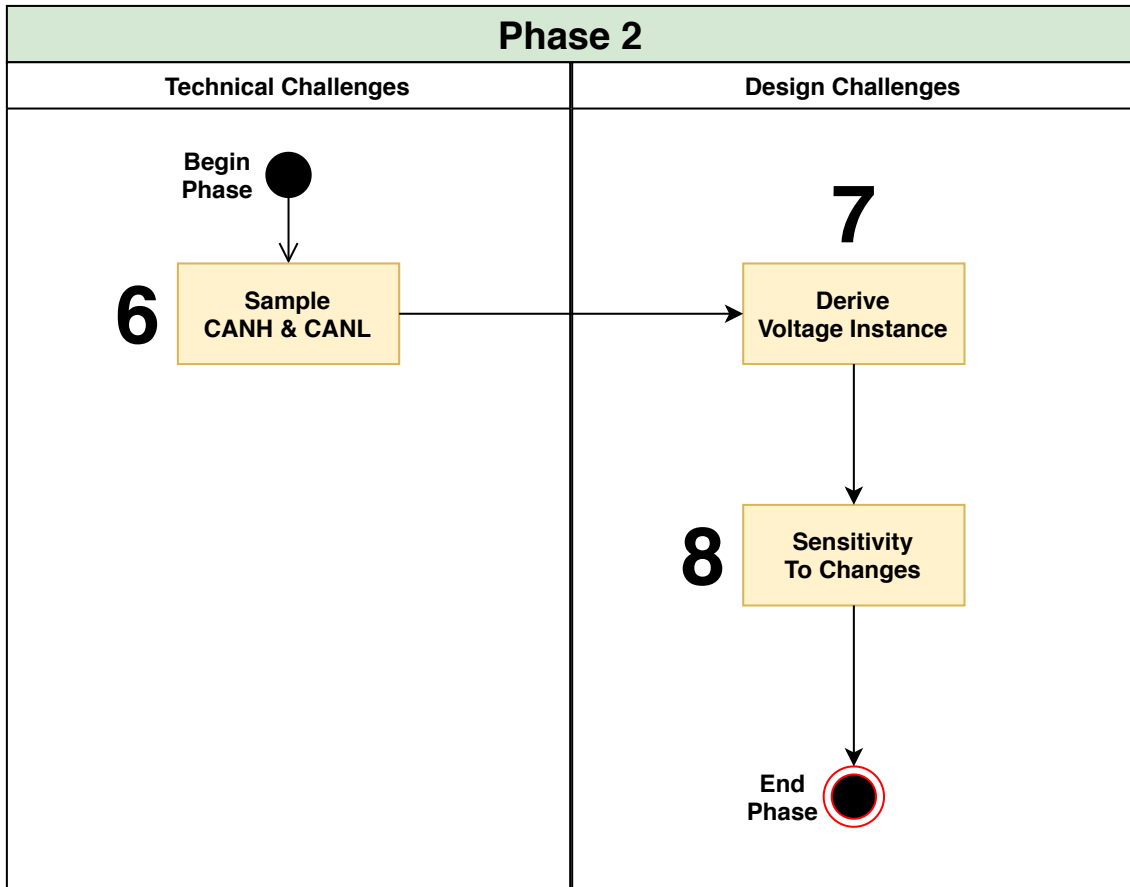 Phase 2
Technical Challenges
Design Challenges
Begin
Phase
6
Sample
CANH & CANL
7
Derive
Voltage Instance
8
Sensitivity
To Changes
End
Phase